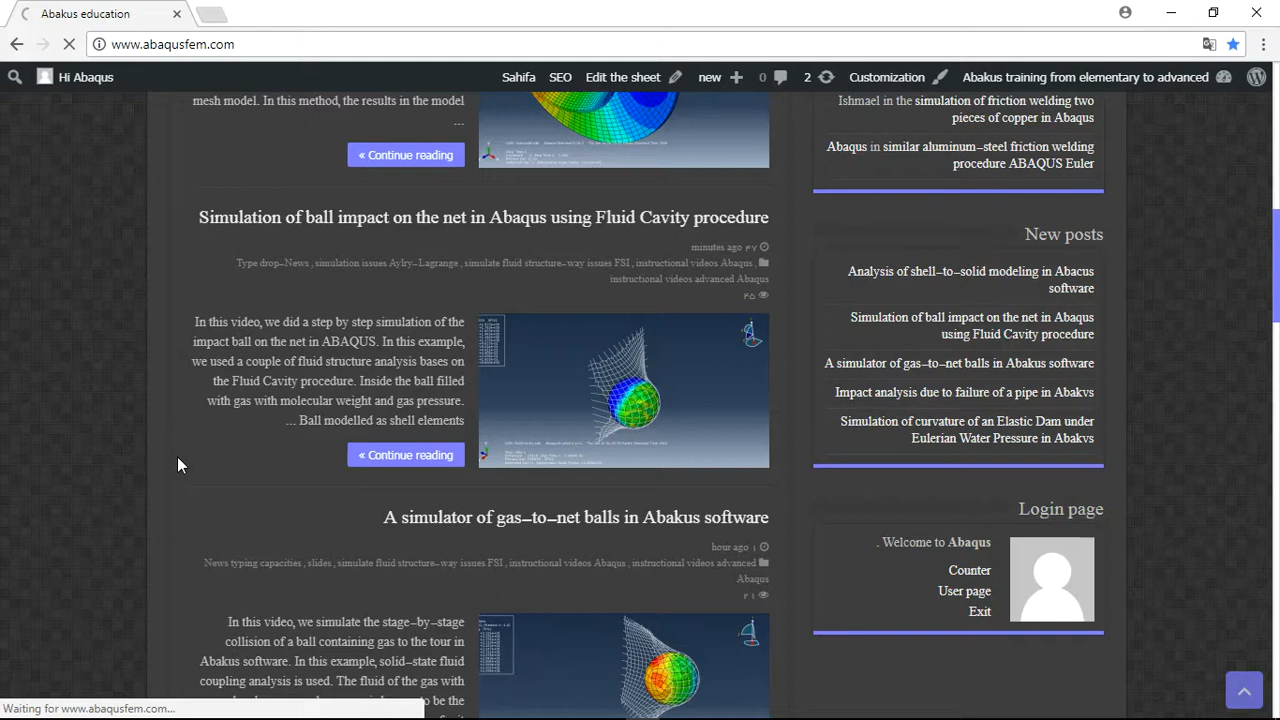 Abakus education
www.abaqusfem.com
Hi Abaqus
Sahifa
SEO
Edit the sheet
new
0
2
Customization
Abakus training from elementary to advanced
mesh model. In this method, the results in the model
...
« Continue reading
Simulation of ball impact on the net in Abaqus using Fluid Cavity procedure
minutes ago ۴۷
Type drop-News , simulation issues Aylry-Lagrange , simulate fluid structure-way issues FSI , instructional videos Abaqus ,
instructional videos advanced Abaqus
۲۵
In this video, we did a step by step simulation of the
impact ball on the net in ABAQUS. In this example,
we used a couple of fluid structure analysis bases on
the Fluid Cavity procedure. Inside the ball filled
with gas with molecular weight and gas pressure.
... Ball modelled as shell elements
« Continue reading
A simulator of gas-to-net balls in Abakus software
hour ago ۱
News typing capacities , slides , simulate fluid structure-way issues FSI , instructional videos Abaqus , instructional videos advanced
Abaqus
۲۱
In this video, we simulate the stage-by-stage
collision of a ball containing gas to the tour in
Abakus software. In this example, solid-state fluid
coupling analysis is used. The fluid of the gas with
to be the
Ishmael in the simulation of friction welding two
pieces of copper in Abaqus
Abaqus in similar aluminum-steel friction welding
procedure ABAQUS Euler
New posts
Analysis of shell-to-solid modeling in Abacus
software
Simulation of ball impact on the net in Abaqus
using Fluid Cavity procedure
A simulator of gas-to-net balls in Abakus software
Impact analysis due to failure of a pipe in Abakvs
Simulation of curvature of an Elastic Dam under
Eulerian Water Pressure in Abakvs
Login page
. Welcome to Abaqus
Counter
User page
Exit
Waiting for www.abaqusfem.com...